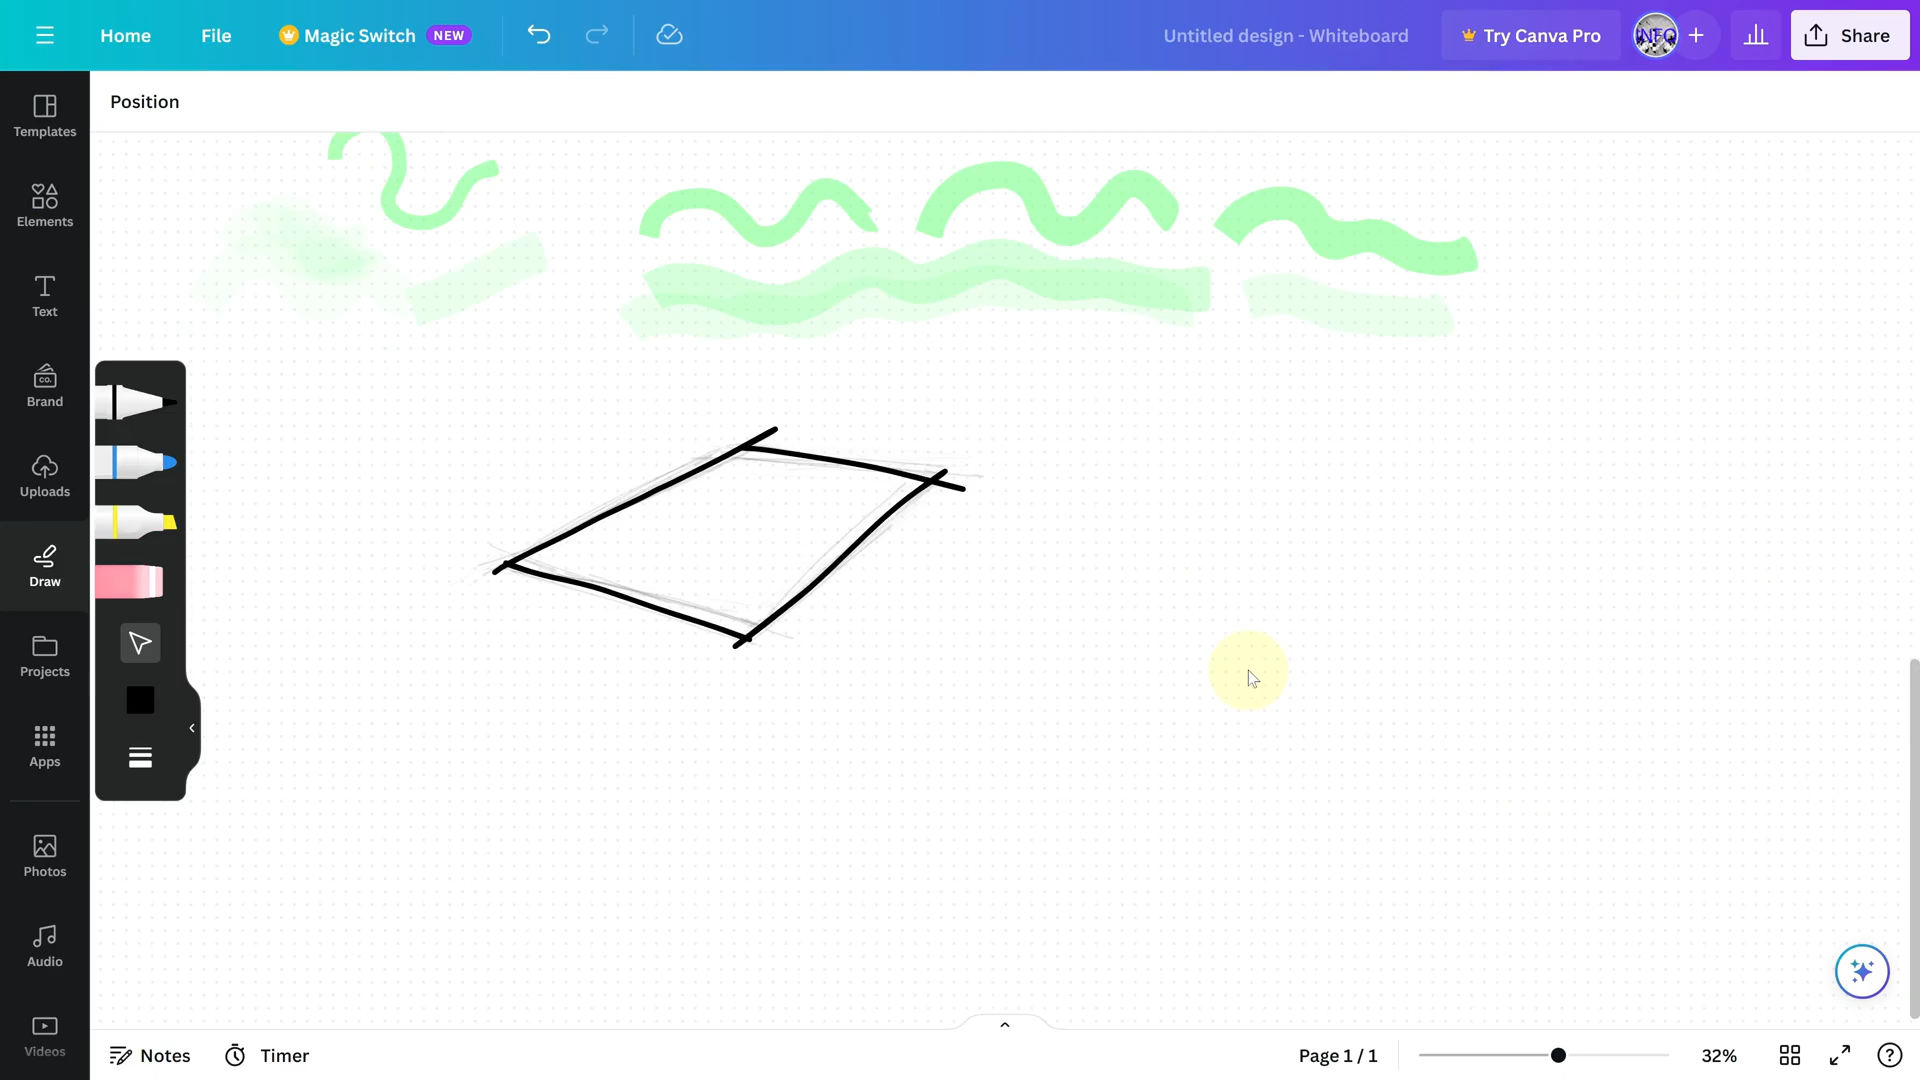 Home File Magic Switch NEW Untitled design - Whiteboard Try Canva Pro Share
Position
Templates
Elements
Text
CO.
Brand
Uploads
Draw
Projects
Apps
Photos
Audio
Videos
Notes Timer Page 1 / 1 32%